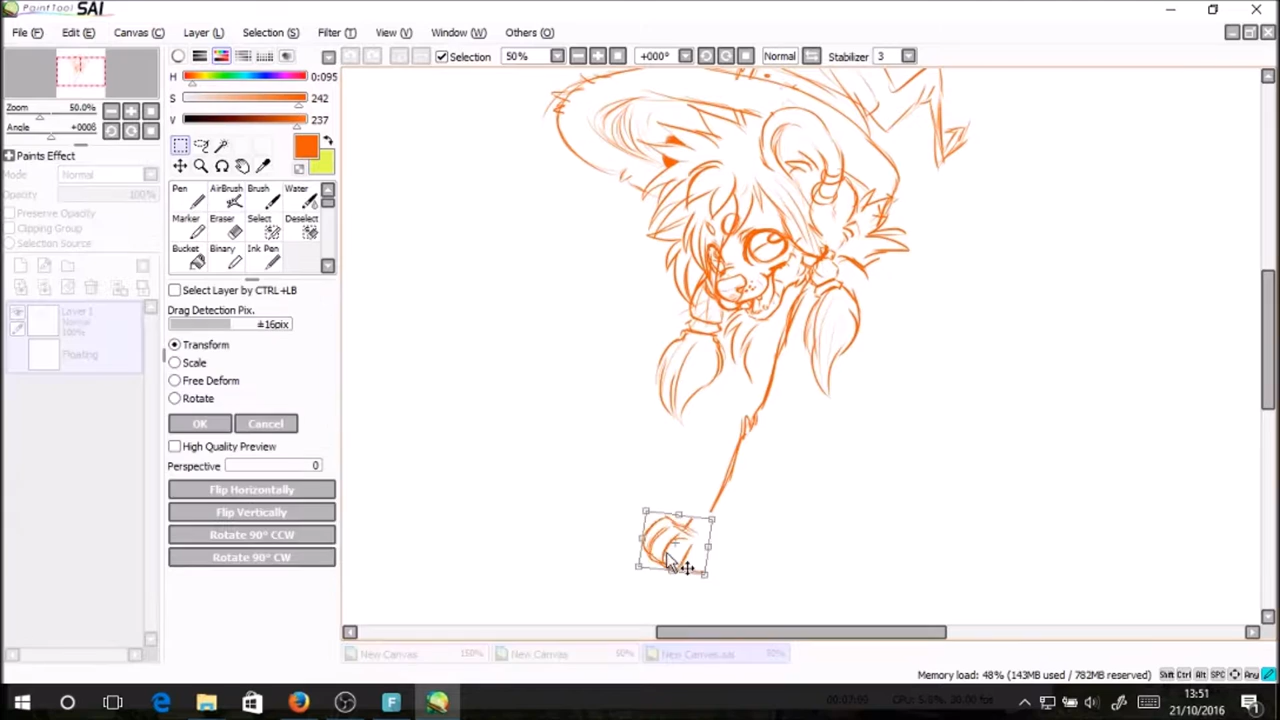 PaintTool SAI
File (F) Edit (E) Canvas (C) Layer (L) Selection (S) Filter (T) View (V) Window (W) Others (O)
Selection 50% +000° Normal Stabilizer 3
H 0:095
S 242
V 237
Zoom 50.0%
Angle +0008
Paints Effect
Mode Normal
Opacity 100%
Preserve Opacity
Clipping Group
Selection Source
Pen AirBrush Brush Water
Marker Eraser Select Deselect
Bucket Binary Ink Pen
Layer 1
Normal
100%
Floating
Select Layer by CTRL+LB
Drag Detection Pix.
±16pix
Transform
Scale
Free Deform
Rotate
OK Cancel
High Quality Preview
Perspective 0
Flip Horizontally
Flip Vertically
Rotate 90° CCW
Rotate 90° CW
New Canvas 150% New Canvas 50% New Canvas.sai 50%
Memory load: 48% (143MB used / 782MB reserved) Shft Ctrl Alt SPC Any
13:51
21/10/2016